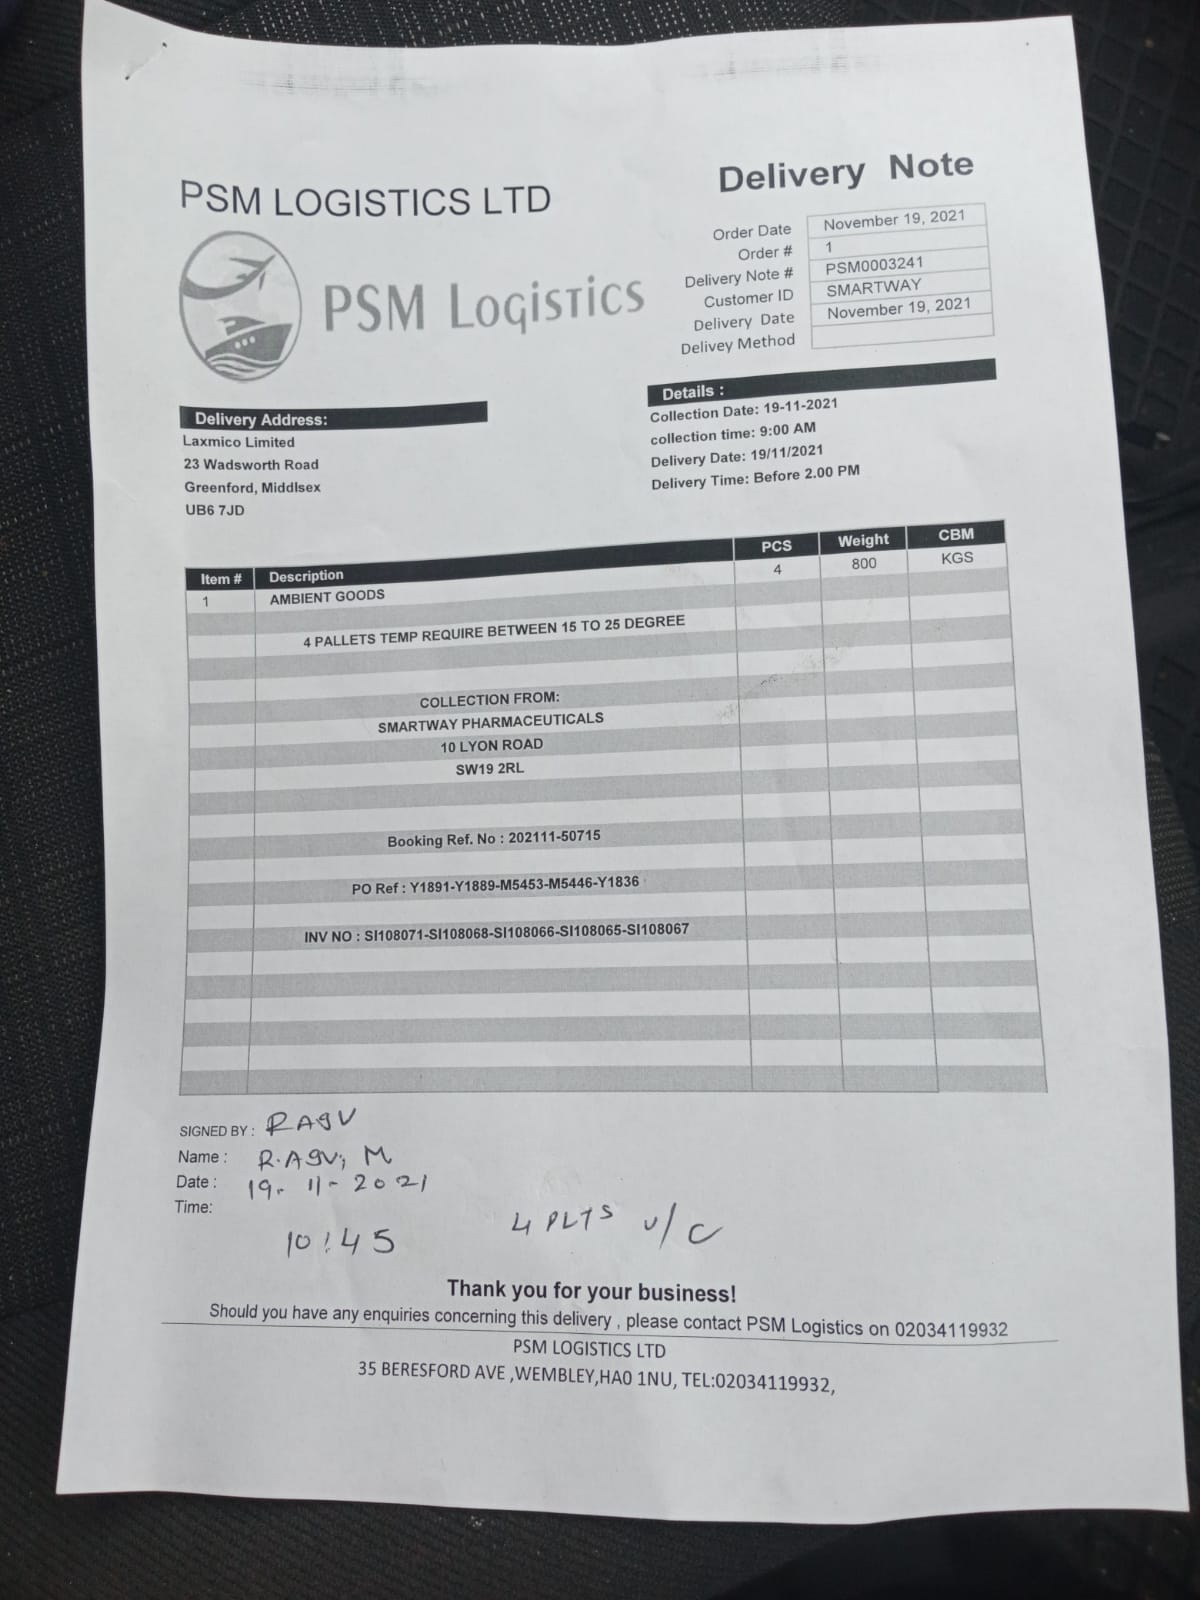 PSM LOGISTICS LTD
PSM Logistics
Delivery Note
Order Date November 19, 2021
Order # 1
Delivery Note # PSM0003241
Customer ID SMARTWAY
Delivery Date November 19, 2021
Delivey Method
Delivery Address:
Laxmico Limited
23 Wadsworth Road
Greenford, Middlsex
UB6 7JD
Details :
Collection Date: 19-11-2021
collection time: 9:00 AM
Delivery Date: 19/11/2021
Delivery Time: Before 2.00 PM
Item # Description PCS Weight CBM
1 AMBIENT GOODS 4 800 KGS
4 PALLETS TEMP REQUIRE BETWEEN 15 TO 25 DEGREE
COLLECTION FROM:
SMARTWAY PHARMACEUTICALS
10 LYON ROAD
SW19 2RL
Booking Ref. No : 202111-50715
PO Ref : Y1891-Y1889-M5453-M5446-Y1836
INV NO : SI108071-SI108068-SI108066-SI108065-SI108067
SIGNED BY : RAGU
Name : RAGU, M
Date : 19-11-2021
Time:
10:45
4 PLTS u/c
Thank you for your business!
Should you have any enquiries concerning this delivery , please contact PSM Logistics on 02034119932
PSM LOGISTICS LTD
35 BERESFORD AVE ,WEMBLEY,HA0 1NU, TEL:02034119932,